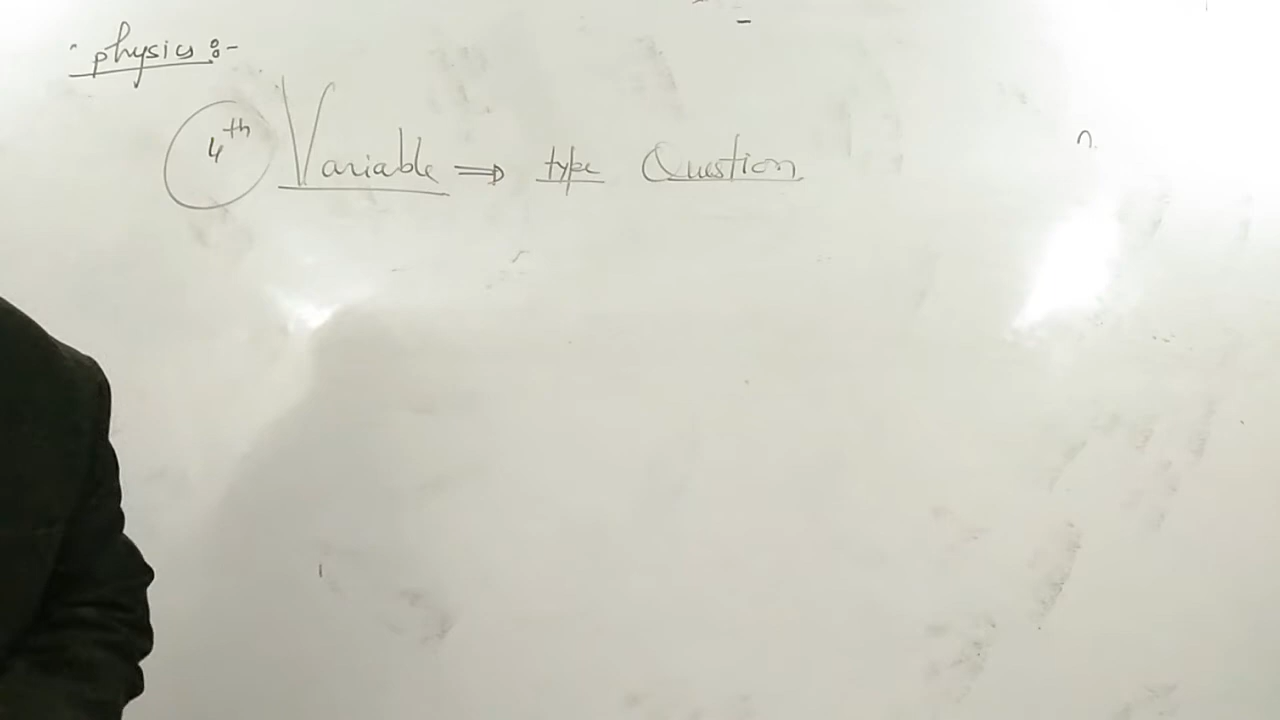 physics :-
4th Variable ⇒ type Question
n